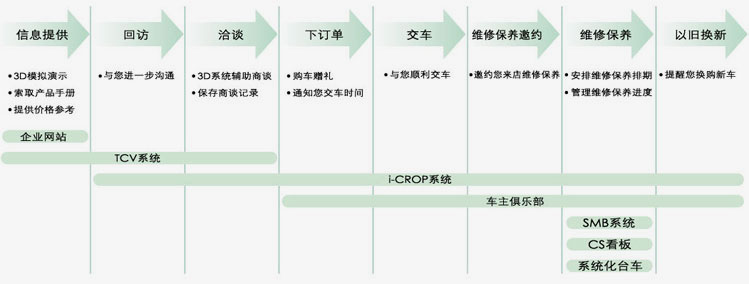 信息提供
回访
洽谈
下订单
交车
维修保养邀约
维修保养
以旧换新
•3D模拟演示
•索取产品手册
•提供价格参考
•与您进一步沟通
•3D系统辅助商谈
•保存商谈记录
•购车赠礼
•通知您交车时间
•与您顺利交车
•邀约您来店维修保养
•安排维修保养排期
•管理维修保养进度
•提醒您换购新车
企业网站
TCV系统
i-CROP系统
车主俱乐部
SMB系统
CS看板
系统化台车